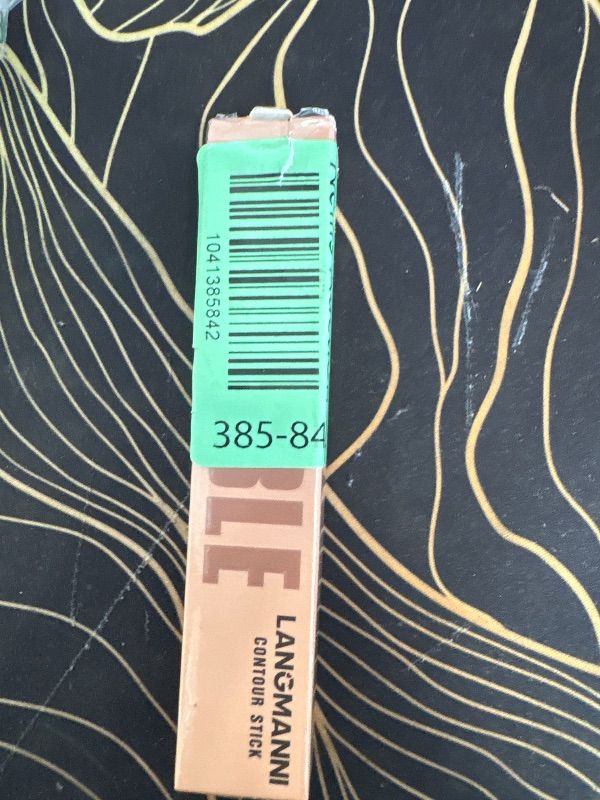 1041385842
385-84
BLE
LANGMANNI
CONTOUR STICK